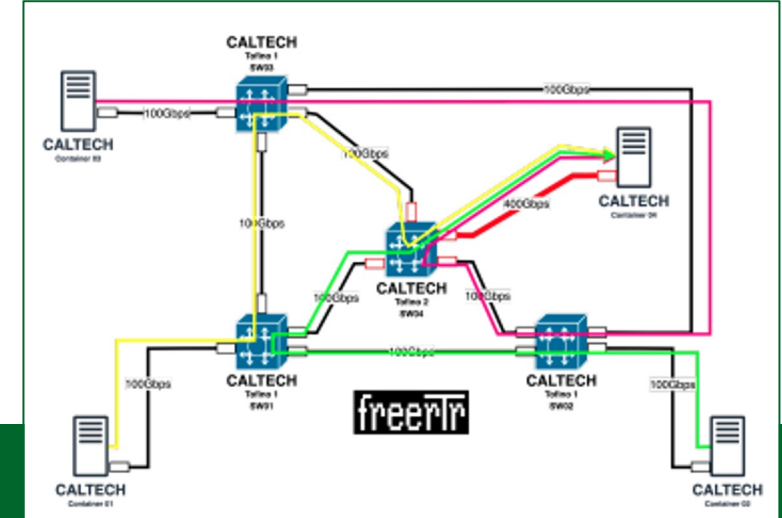 CALTECH
Tofino 1
SW03
100Gbps
100Gbps
CALTECH
Container 03
100Gbps
CALTECH
Container 04
400Gbps
100Gbps
CALTECH
Tofino 2
SW04
100Gbps
100Gbps
100Gbps
CALTECH
Tofino 1
SW01
CALTECH
Tofino 1
SW02
100Gbps
100Gbps
freerTr
CALTECH
Container 01
CALTECH
Container 02